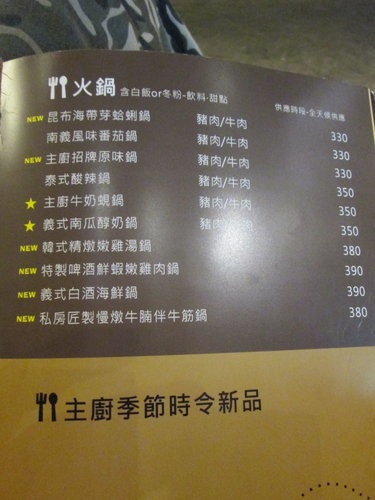 火鍋 含白飯or冬粉-飲料-甜點 供應時段-全天候供應
NEW 昆布海帶芽蛤蜊鍋 豬肉/牛肉 330
南義風味番茄鍋 豬肉/牛肉 330
NEW 主廚招牌原味鍋 豬肉/牛肉 330
泰式酸辣鍋 豬肉/牛肉 350
主廚牛奶蜆鍋 豬肉/牛肉 350
義式南瓜醇奶鍋 豬肉/牛肉 350
NEW 韓式精燉嫩雞湯鍋 380
NEW 特製啤酒鮮蝦嫩雞肉鍋 390
NEW 義式白酒海鮮鍋 390
NEW 私房匠製慢燉牛腩伴牛筋鍋 380
主廚季節時令新品